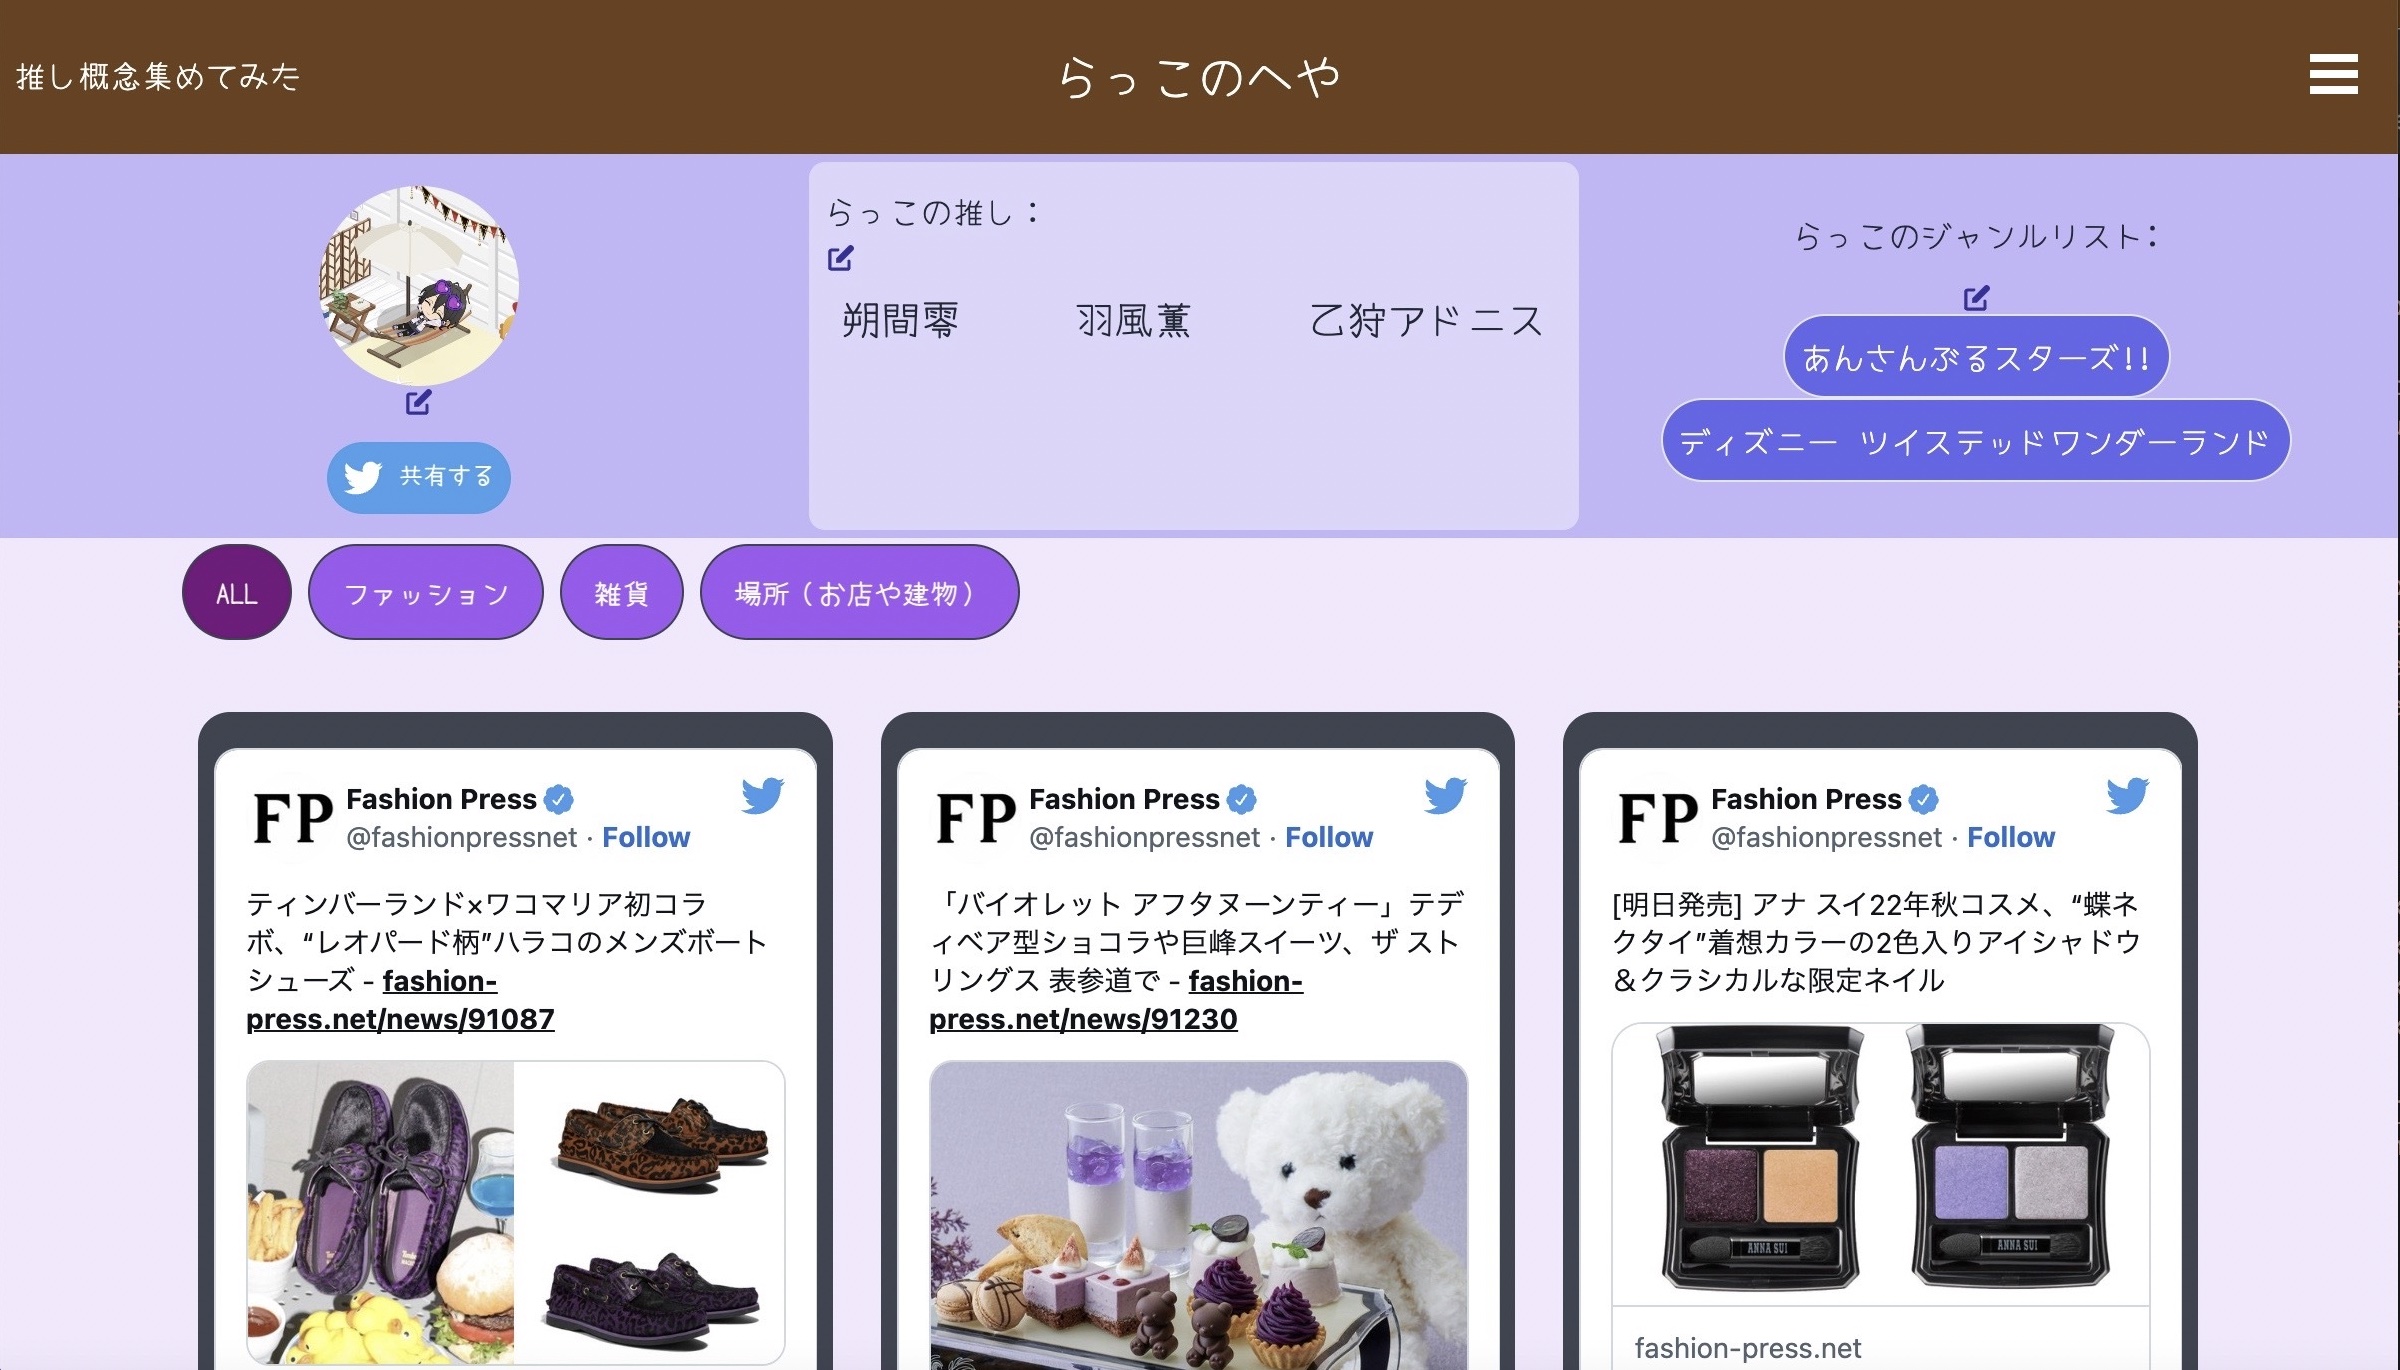 推し概念集めてみた
らっこのへや
らっこの推し：
朔間零 羽風薫 乙狩アドニス
らっこのジャンルリスト：
あんさんぶるスターズ!!
ディズニー ツイステッドワンダーランド
共有する
ALL ファッション 雑貨 場所（お店や建物）
FP Fashion Press
@fashionpressnet · Follow
ティンバーランド×ワコマリア初コラ
ボ、“レオパード柄”ハラコのメンズボート
シューズ - fashion-
press.net/news/91087
FP Fashion Press
@fashionpressnet · Follow
「バイオレット アフタヌーンティー」テデ
ィベア型ショコラや巨峰スイーツ、ザ スト
リングス 表参道で - fashion-
press.net/news/91230
FP Fashion Press
@fashionpressnet · Follow
[明日発売] アナ スイ22年秋コスメ、“蝶ネ
クタイ”着想カラーの2色入りアイシャドウ
＆クラシカルな限定ネイル
ANNA SUI
ANNA SUI
fashion-press.net